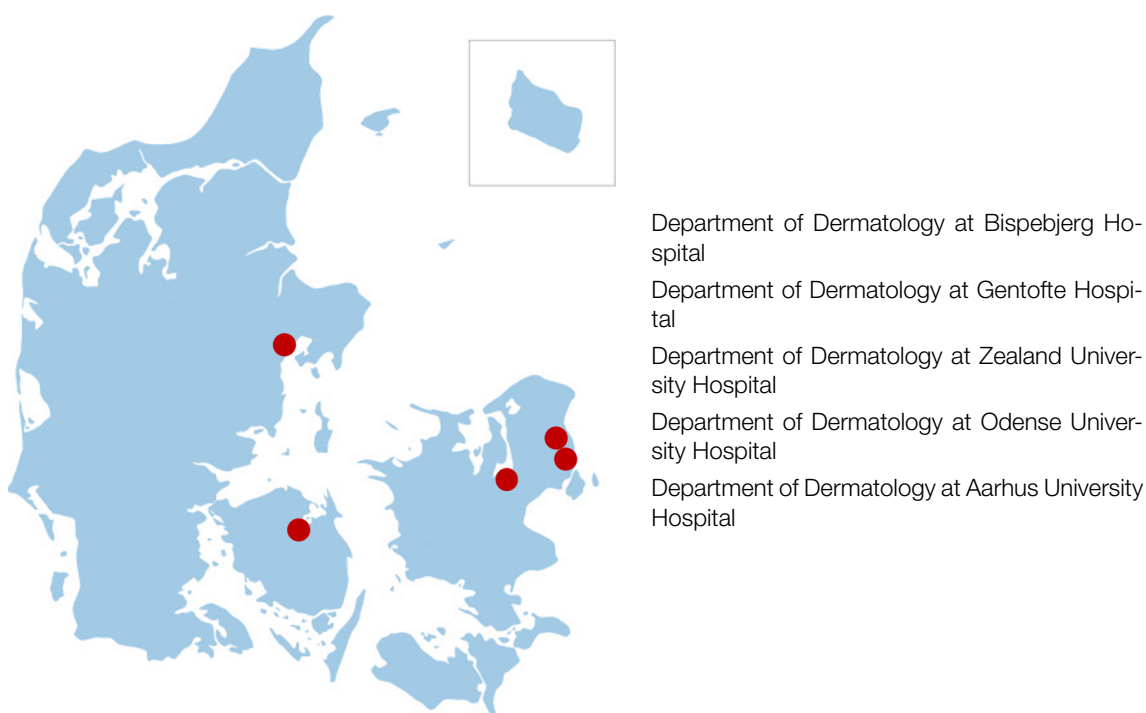 Department of Dermatology at Bispebjerg Ho-
spital
Department of Dermatology at Gentofte Hospi-
tal
Department of Dermatology at Zealand Univer-
sity Hospital
Department of Dermatology at Odense Univer-
sity Hospital
Department of Dermatology at Aarhus University
Hospital